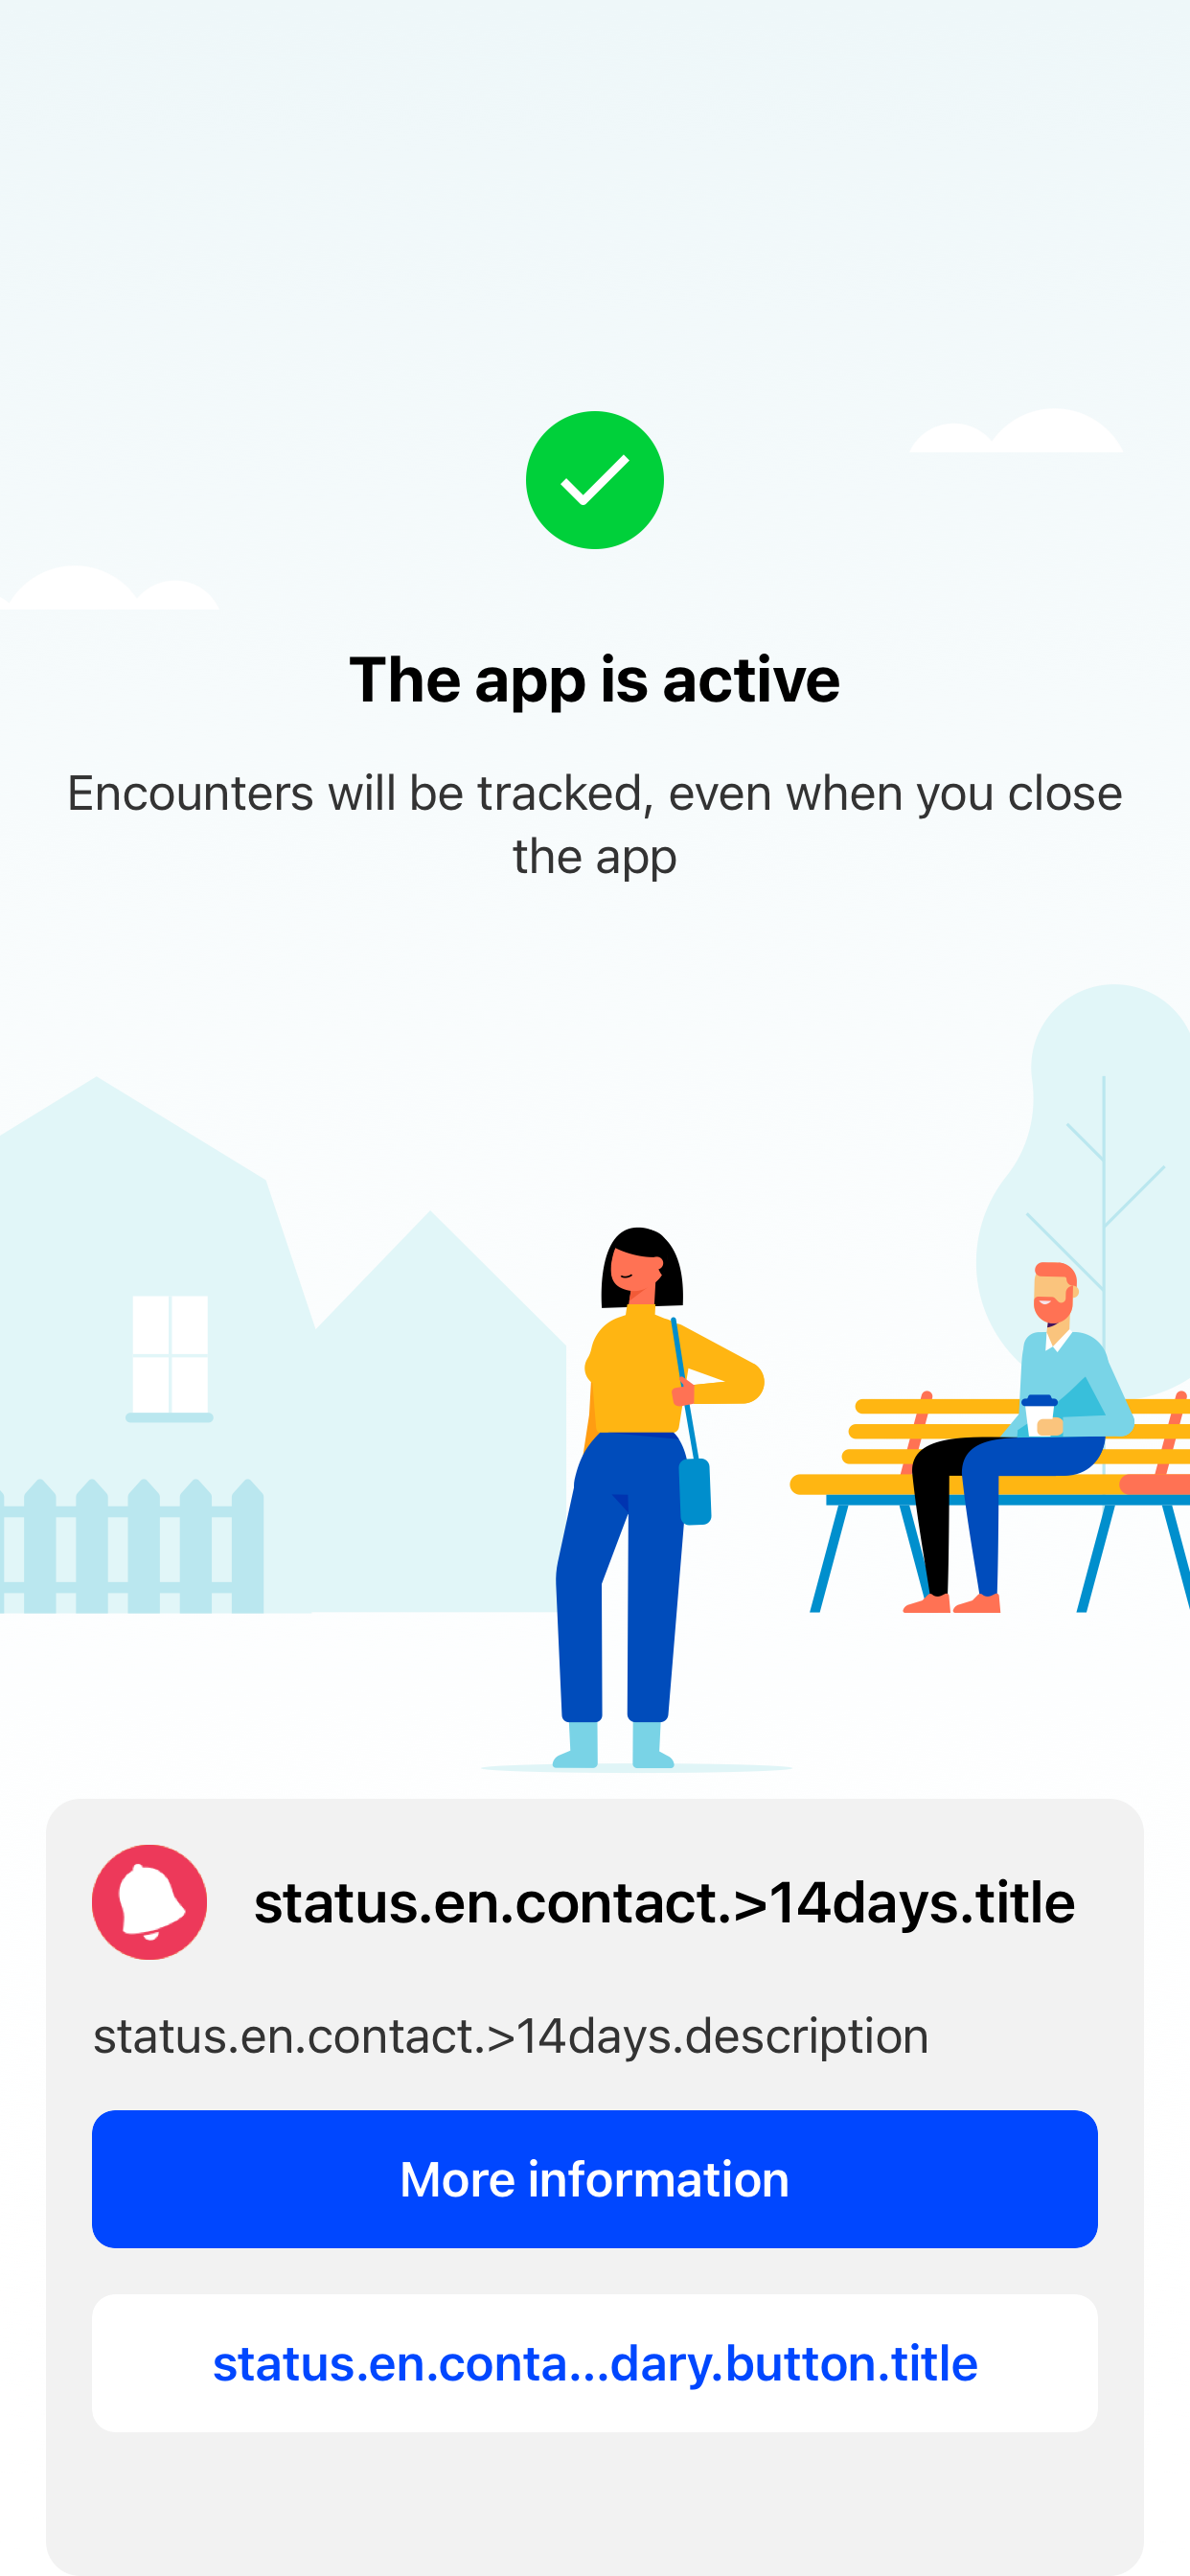 The app is active
Encounters will be tracked, even when you close
the app
status.en.contact.>14days.title
status.en.contact.>14days.description
More information
status.en.conta...dary.button.title